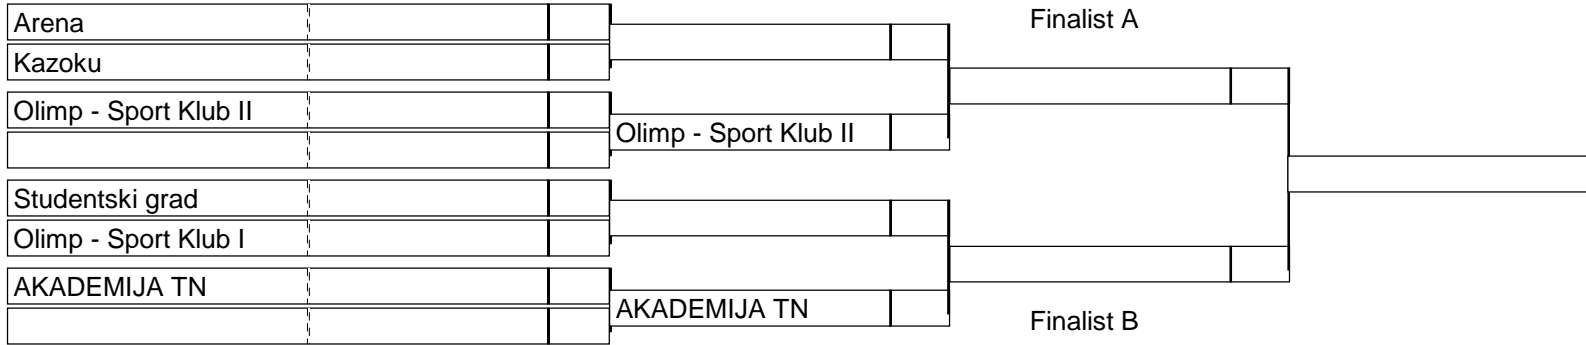 Arena
Kazoku
Olimp - Sport Klub II
Studentski grad
Olimp - Sport Klub I
AKADEMIJA TN
Olimp - Sport Klub II
AKADEMIJA TN
Finalist A
Finalist B